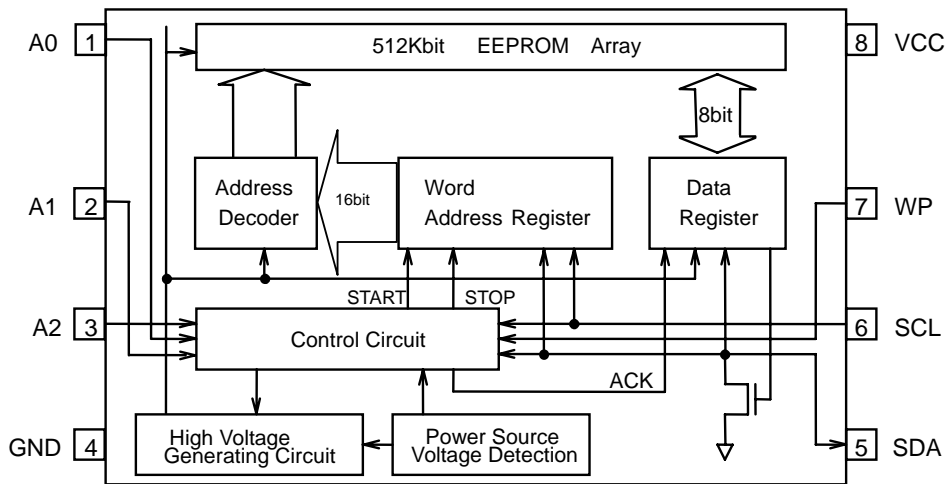 A0 1
512Kbit EEPROM Array
8 VCC
8bit
A1 2
Address
Decoder
16bit
Word
Address Register
Data
Register
7 WP
START
STOP
A2 3
Control Circuit
6 SCL
ACK
GND 4
High Voltage
Generating Circuit
Power Source
Voltage Detection
5 SDA